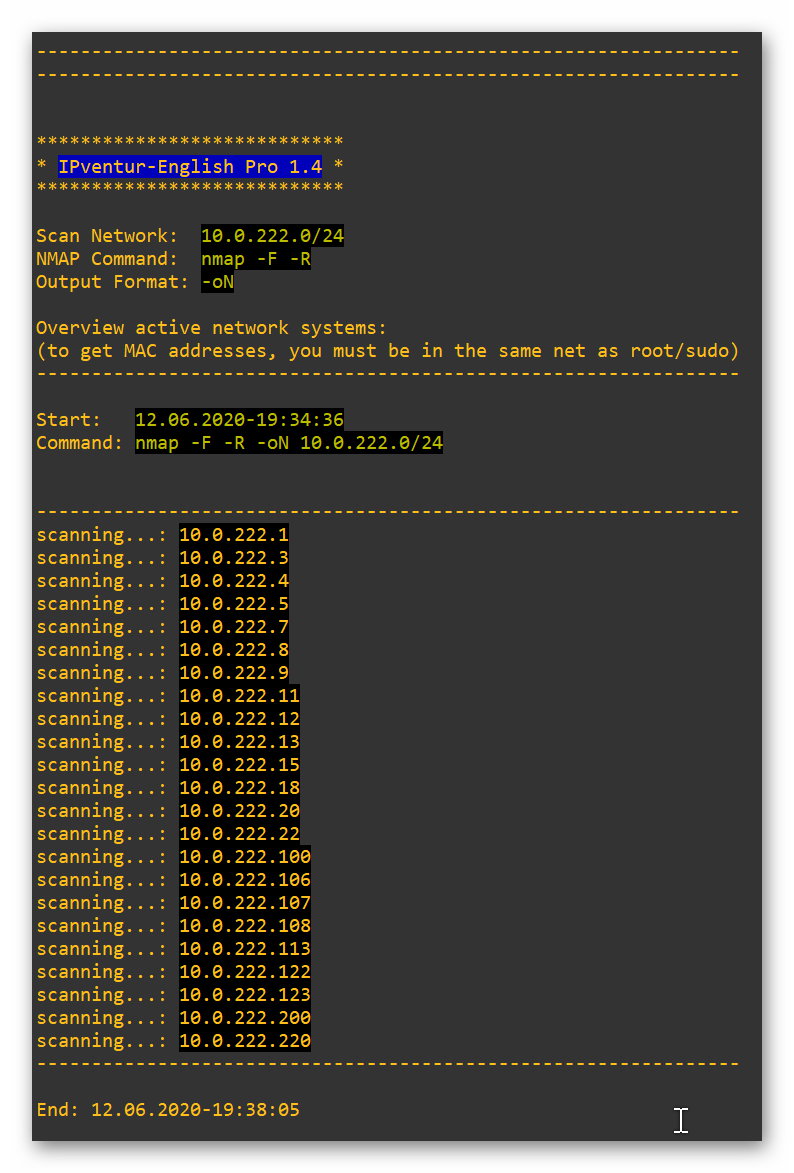 ----------------------------------------------------------------
----------------------------------------------------------------
****************************
* IPventur-English Pro 1.4 *
****************************
Scan Network:  10.0.222.0/24
NMAP Command:  nmap -F -R
Output Format: -oN
Overview active network systems:
(to get MAC addresses, you must be in the same net as root/sudo)
----------------------------------------------------------------
Start:   12.06.2020-19:34:36
Command: nmap -F -R -oN 10.0.222.0/24
----------------------------------------------------------------
scanning...: 10.0.222.1
scanning...: 10.0.222.3
scanning...: 10.0.222.4
scanning...: 10.0.222.5
scanning...: 10.0.222.7
scanning...: 10.0.222.8
scanning...: 10.0.222.9
scanning...: 10.0.222.11
scanning...: 10.0.222.12
scanning...: 10.0.222.13
scanning...: 10.0.222.15
scanning...: 10.0.222.18
scanning...: 10.0.222.20
scanning...: 10.0.222.22
scanning...: 10.0.222.100
scanning...: 10.0.222.106
scanning...: 10.0.222.107
scanning...: 10.0.222.108
scanning...: 10.0.222.113
scanning...: 10.0.222.122
scanning...: 10.0.222.123
scanning...: 10.0.222.200
scanning...: 10.0.222.220
----------------------------------------------------------------
End: 12.06.2020-19:38:05